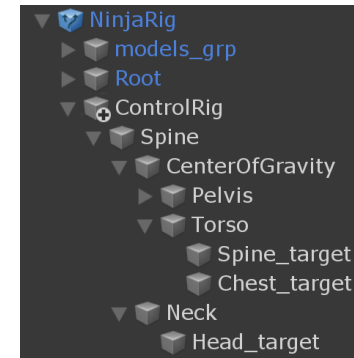 NinjaRig
models_grp
Root
ControlRig
Spine
CenterOfGravity
Pelvis
Torso
Spine_target
Chest_target
Neck
Head_target